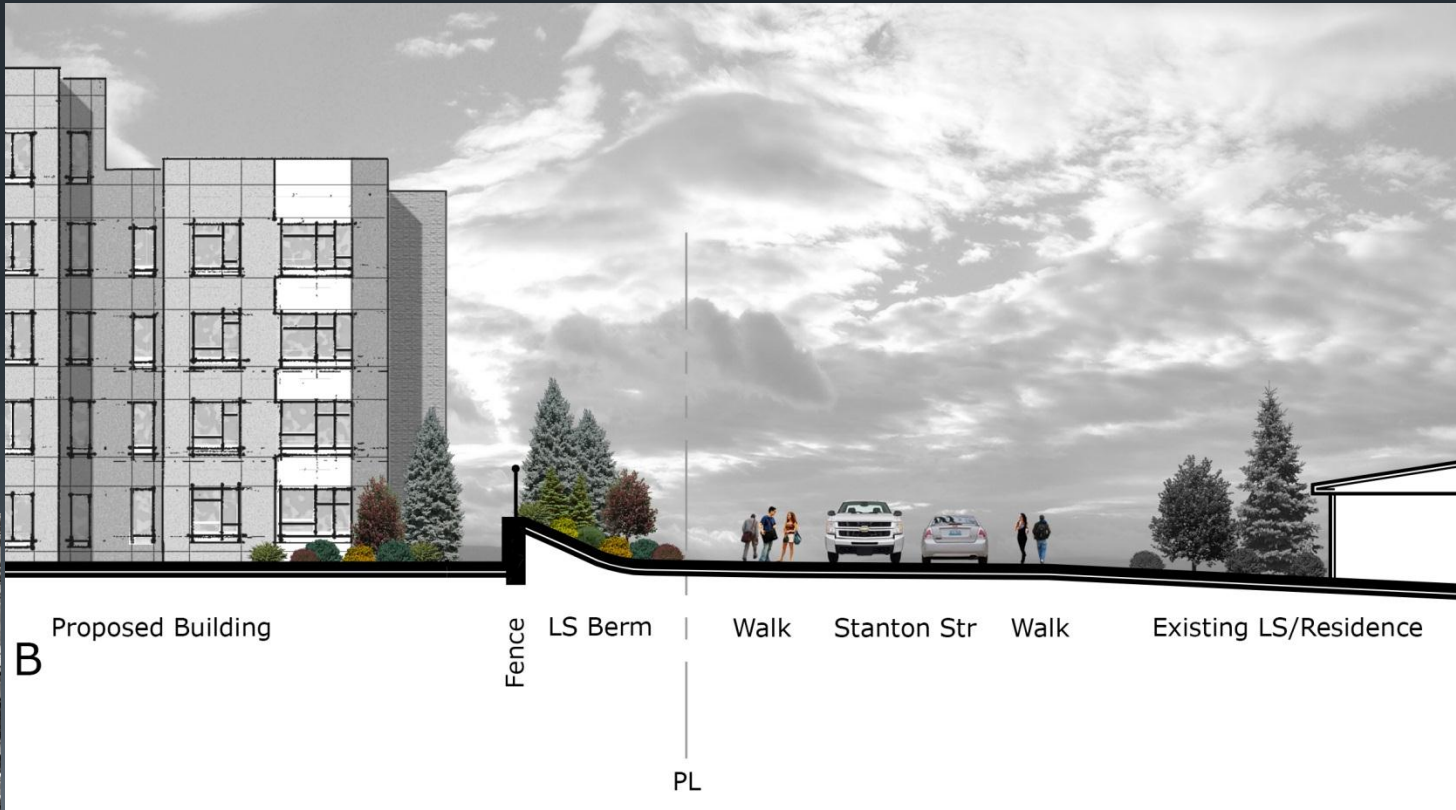 Proposed Building
Fence
LS Berm
Walk
Stanton Str
Walk
Existing LS/Residence
B
PL